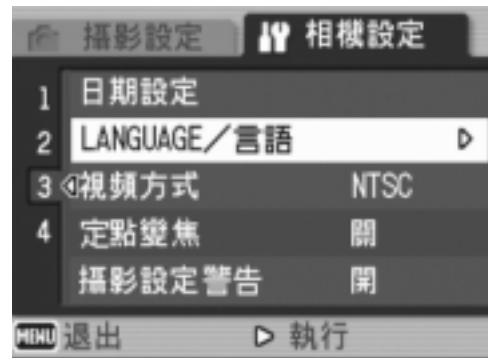 攝影設定 相機設定
1 日期設定
2 LANGUAGE／言語
3 視頻方式 NTSC
4 定點變焦 關
攝影設定警告 開
MENU 退出 執行